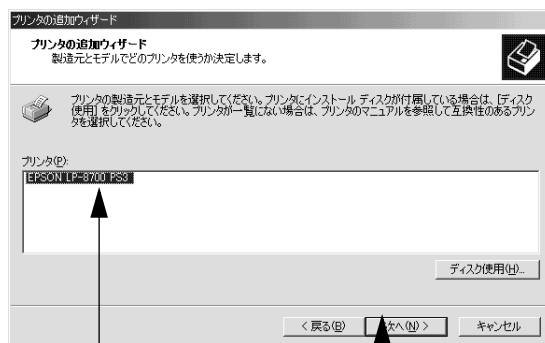 プリンタの追加ウィザード
プリンタの追加ウィザード
製造元とモデルでどのプリンタを使うか決定します。
プリンタの製造元とモデルを選択してください。プリンタにインストール ディスクが付属している場合は、[ディスク
使用] をクリックしてください。プリンタが一覧にない場合は、プリンタのマニュアルを参照して互換性のあるプリン
タを選択してください。
プリンタ(P):
EPSON LP-8700 PS3
ディスク使用(H)...
< 戻る(B)
へ(N) >
キャンセル